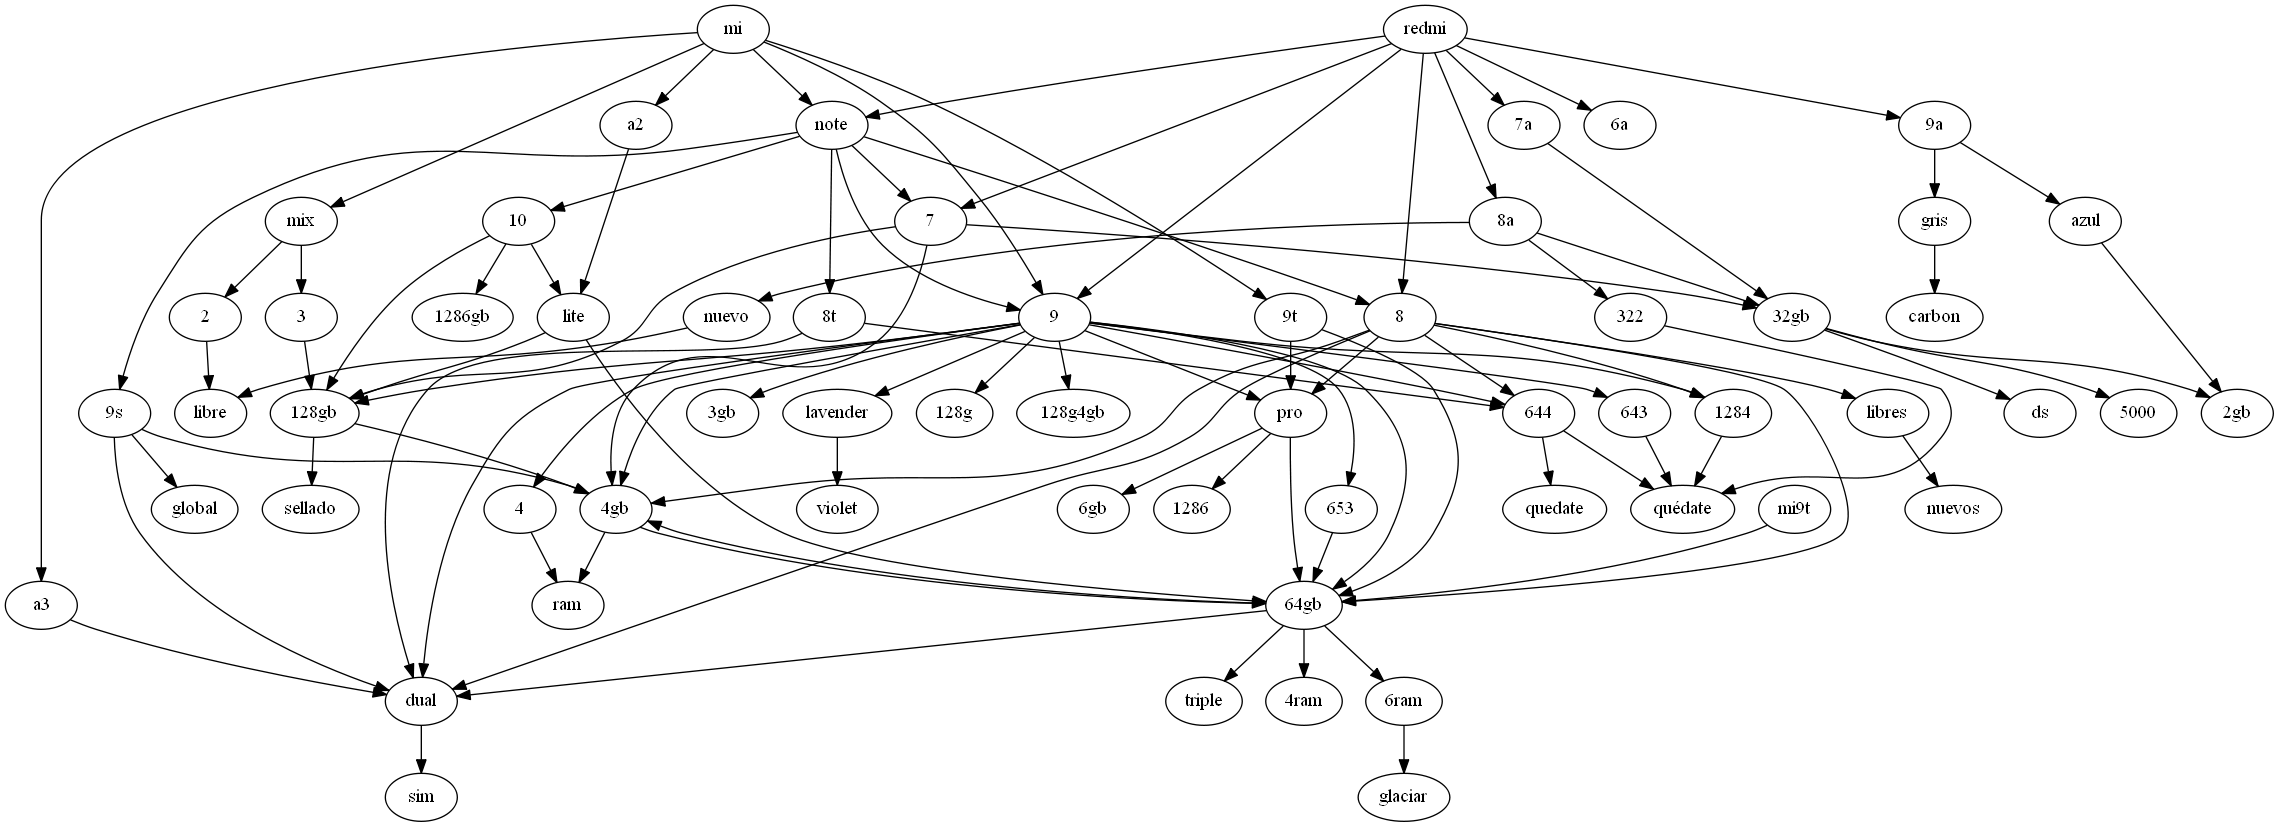 mi redmi
a2 note 7a 6a 9a
mix 10 7 8a gris azul
2 3 1286gb lite nuevo 8t 9 9t 8 322 32gb carbon
9s libre 128gb 3gb lavender 128g 128g4gb pro 644 643 1284 libres ds 5000 2gb
global sellado 4 4gb violet 6gb 1286 653 quedate quédate mi9t nuevos
a3 ram 64gb
dual triple 4ram 6ram
sim glaciar